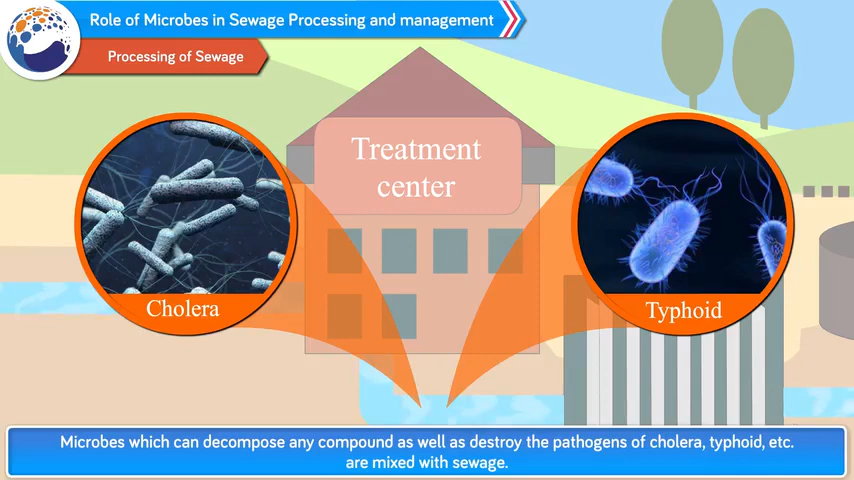 Role of Microbes in Sewage Processing and management
Processing of Sewage
Treatment
center
Cholera
Typhoid
Microbes which can decompose any compound as well as destroy the pathogens of cholera, typhoid, etc.
are mixed with sewage.